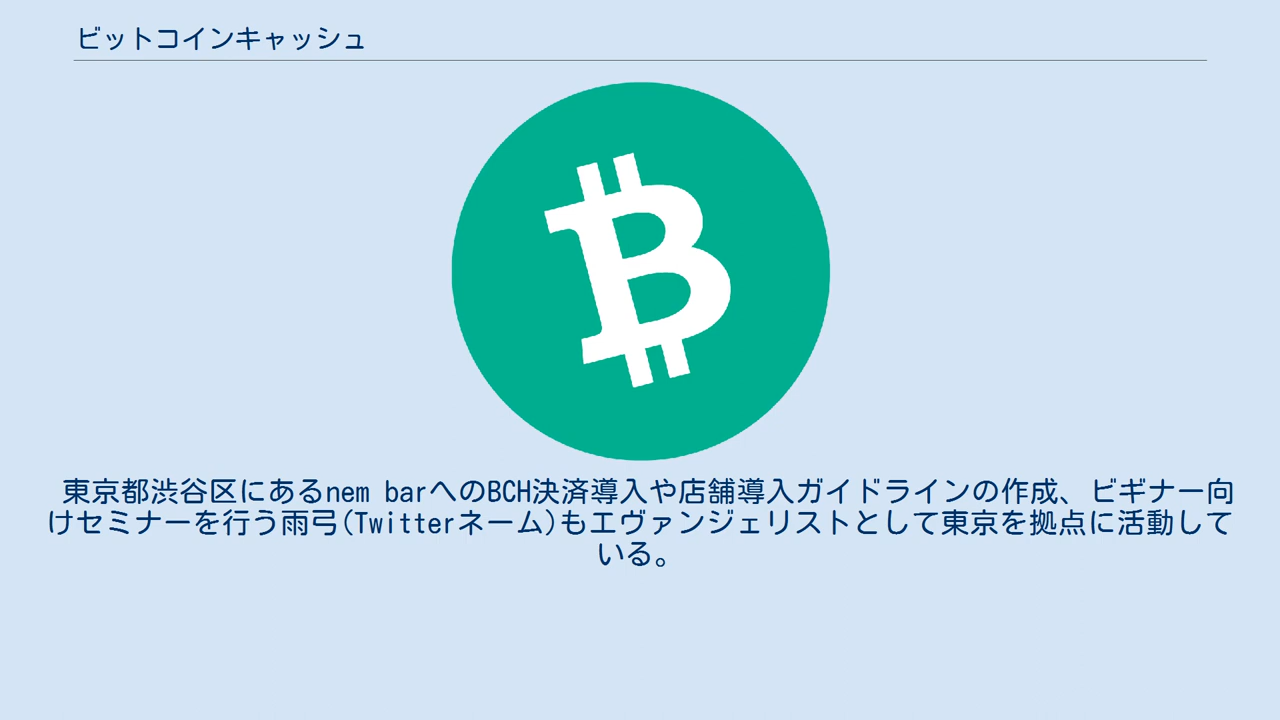 ビットコインキャッシュ
東京都渋谷区にあるnem barへのBCH決済導入や店舗導入ガイドラインの作成、ビギナー向
けセミナーを行う雨弓(Twitterネーム)もエヴァンジェリストとして東京を拠点に活動して
いる。